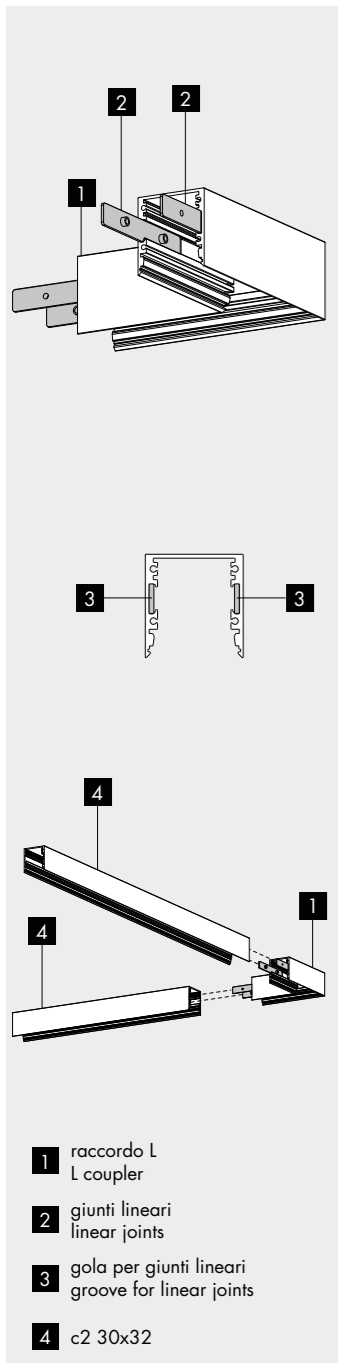 2
2
1
3
3
4
1
4
1 raccordo L
L coupler
2 giunti lineari
linear joints
3 gola per giunti lineari
groove for linear joints
4 c2 30x32